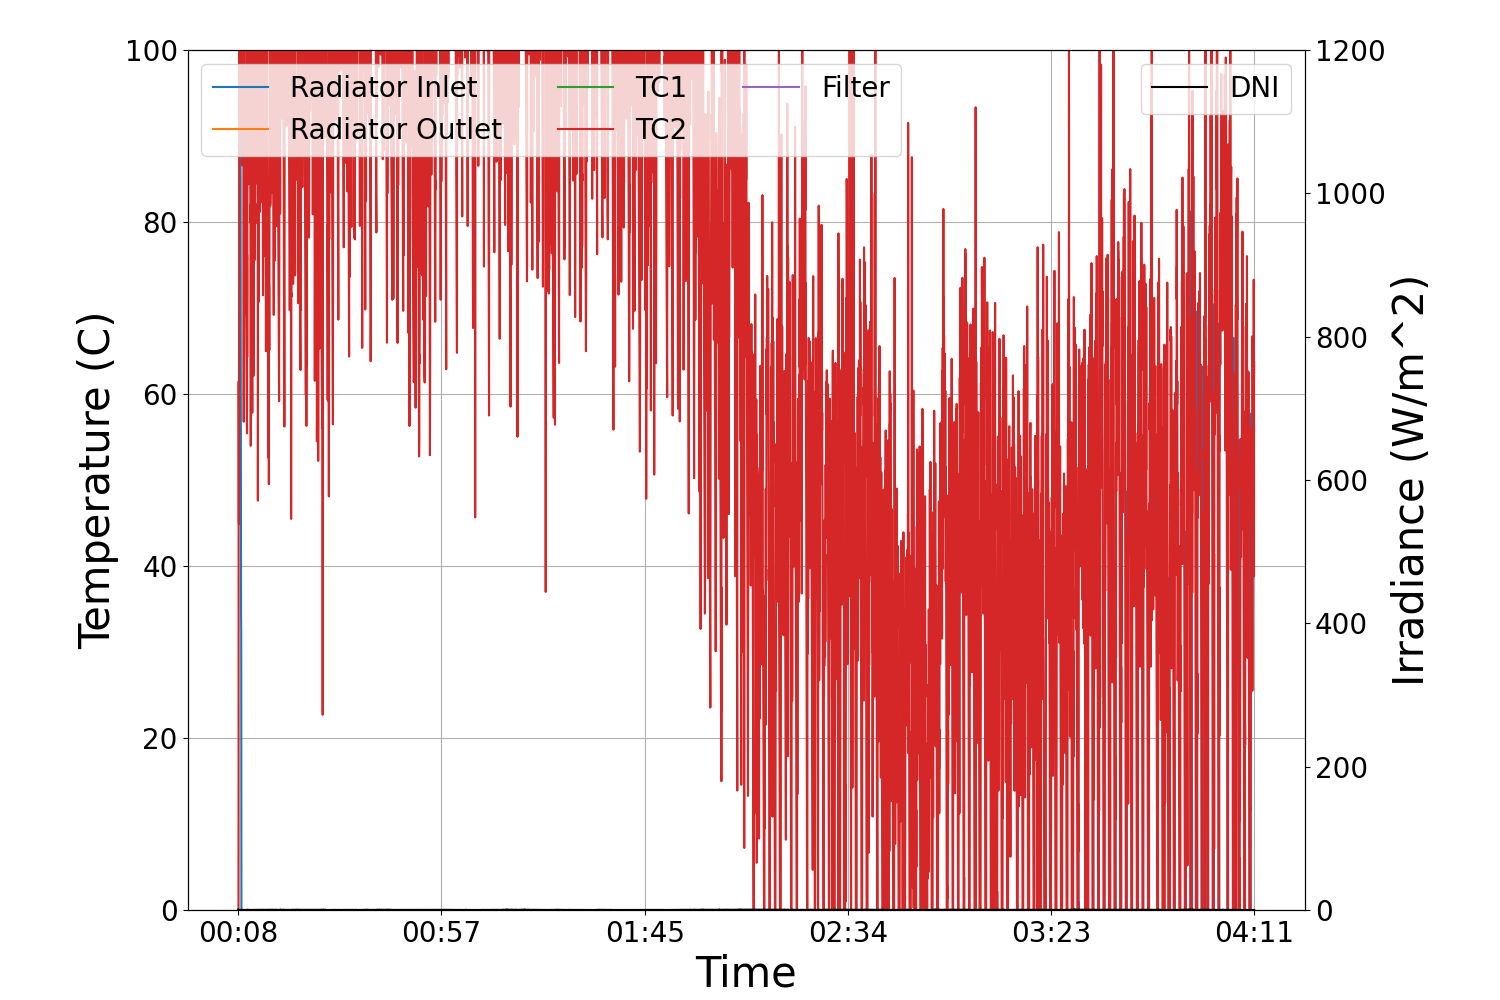 100
80
60
40
20
0
Temperature (C)
Radiator Inlet
Radiator Outlet
TC1
TC2
Filter
DNI
1200
1000
800
600
400
200
0
Irradiance (W/m^2)
00:08 00:57 01:45 02:34 03:23 04:11
Time